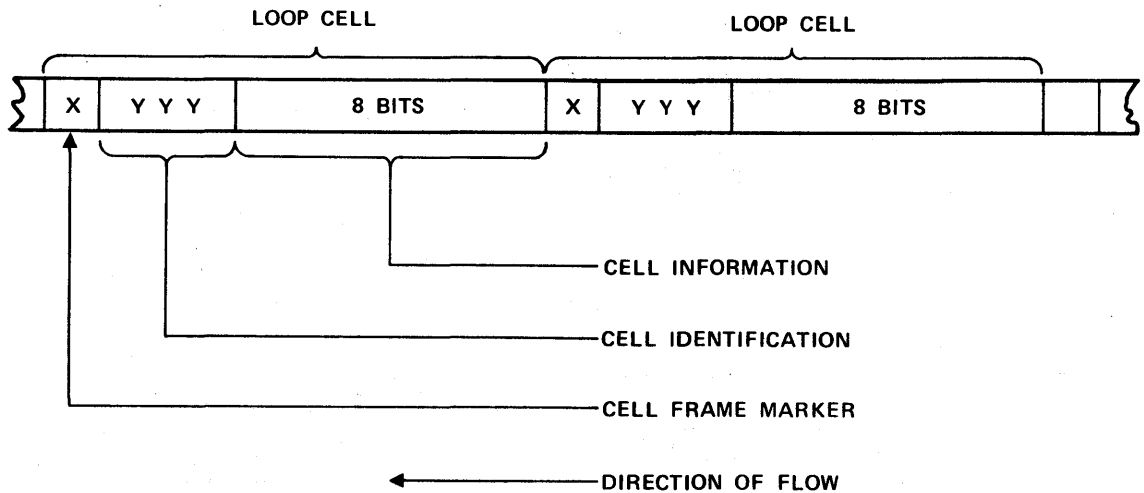 LOOP CELL
LOOP CELL
X Y Y Y 8 BITS X Y Y Y 8 BITS
CELL INFORMATION
CELL IDENTIFICATION
CELL FRAME MARKER
DIRECTION OF FLOW